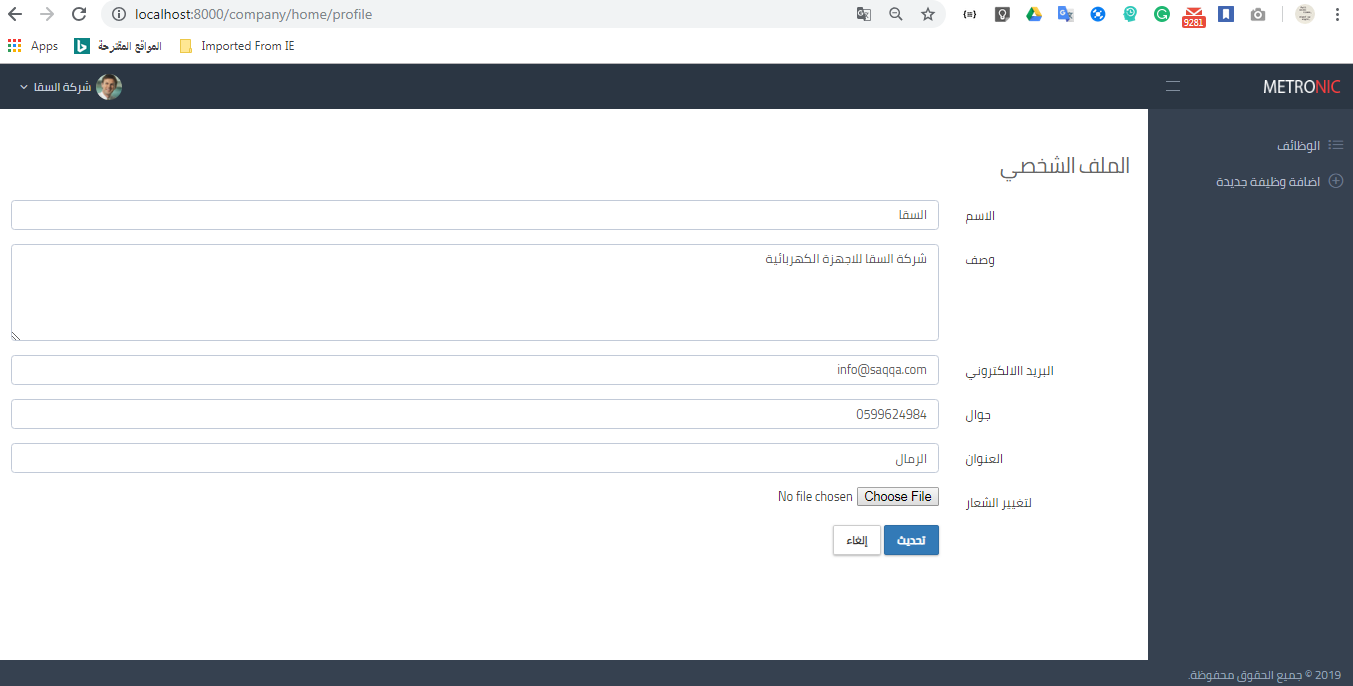 localhost:8000/company/home/profile
9281
Apps
المواقع المقترحة
Imported From IE
METRONIC
شركة السقا
الوظائف
اضافة وظيفة جديدة
الملف الشخصي
الاسم
السقا
وصف
شركة السقا للاجهزة الكهربائية
البريد االالكتروني
info@saqqa.com
جوال
0599624984
العنوان
الرمال
لتغيير الشعار
Choose File No file chosen
تحديث إلغاء
2019 © جميع الحقوق محفوظة.